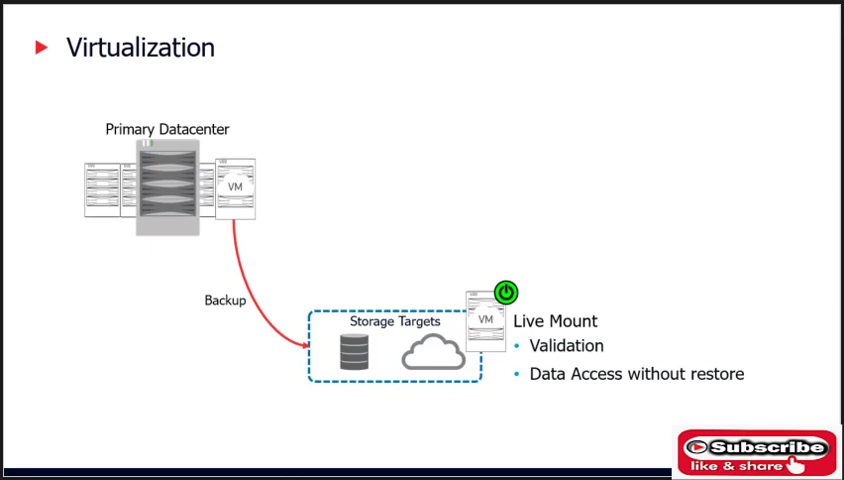 Virtualization
Primary Datacenter
VM
Backup
Storage Targets
VM
Live Mount
• Validation
• Data Access without restore
Subscribe
like & share